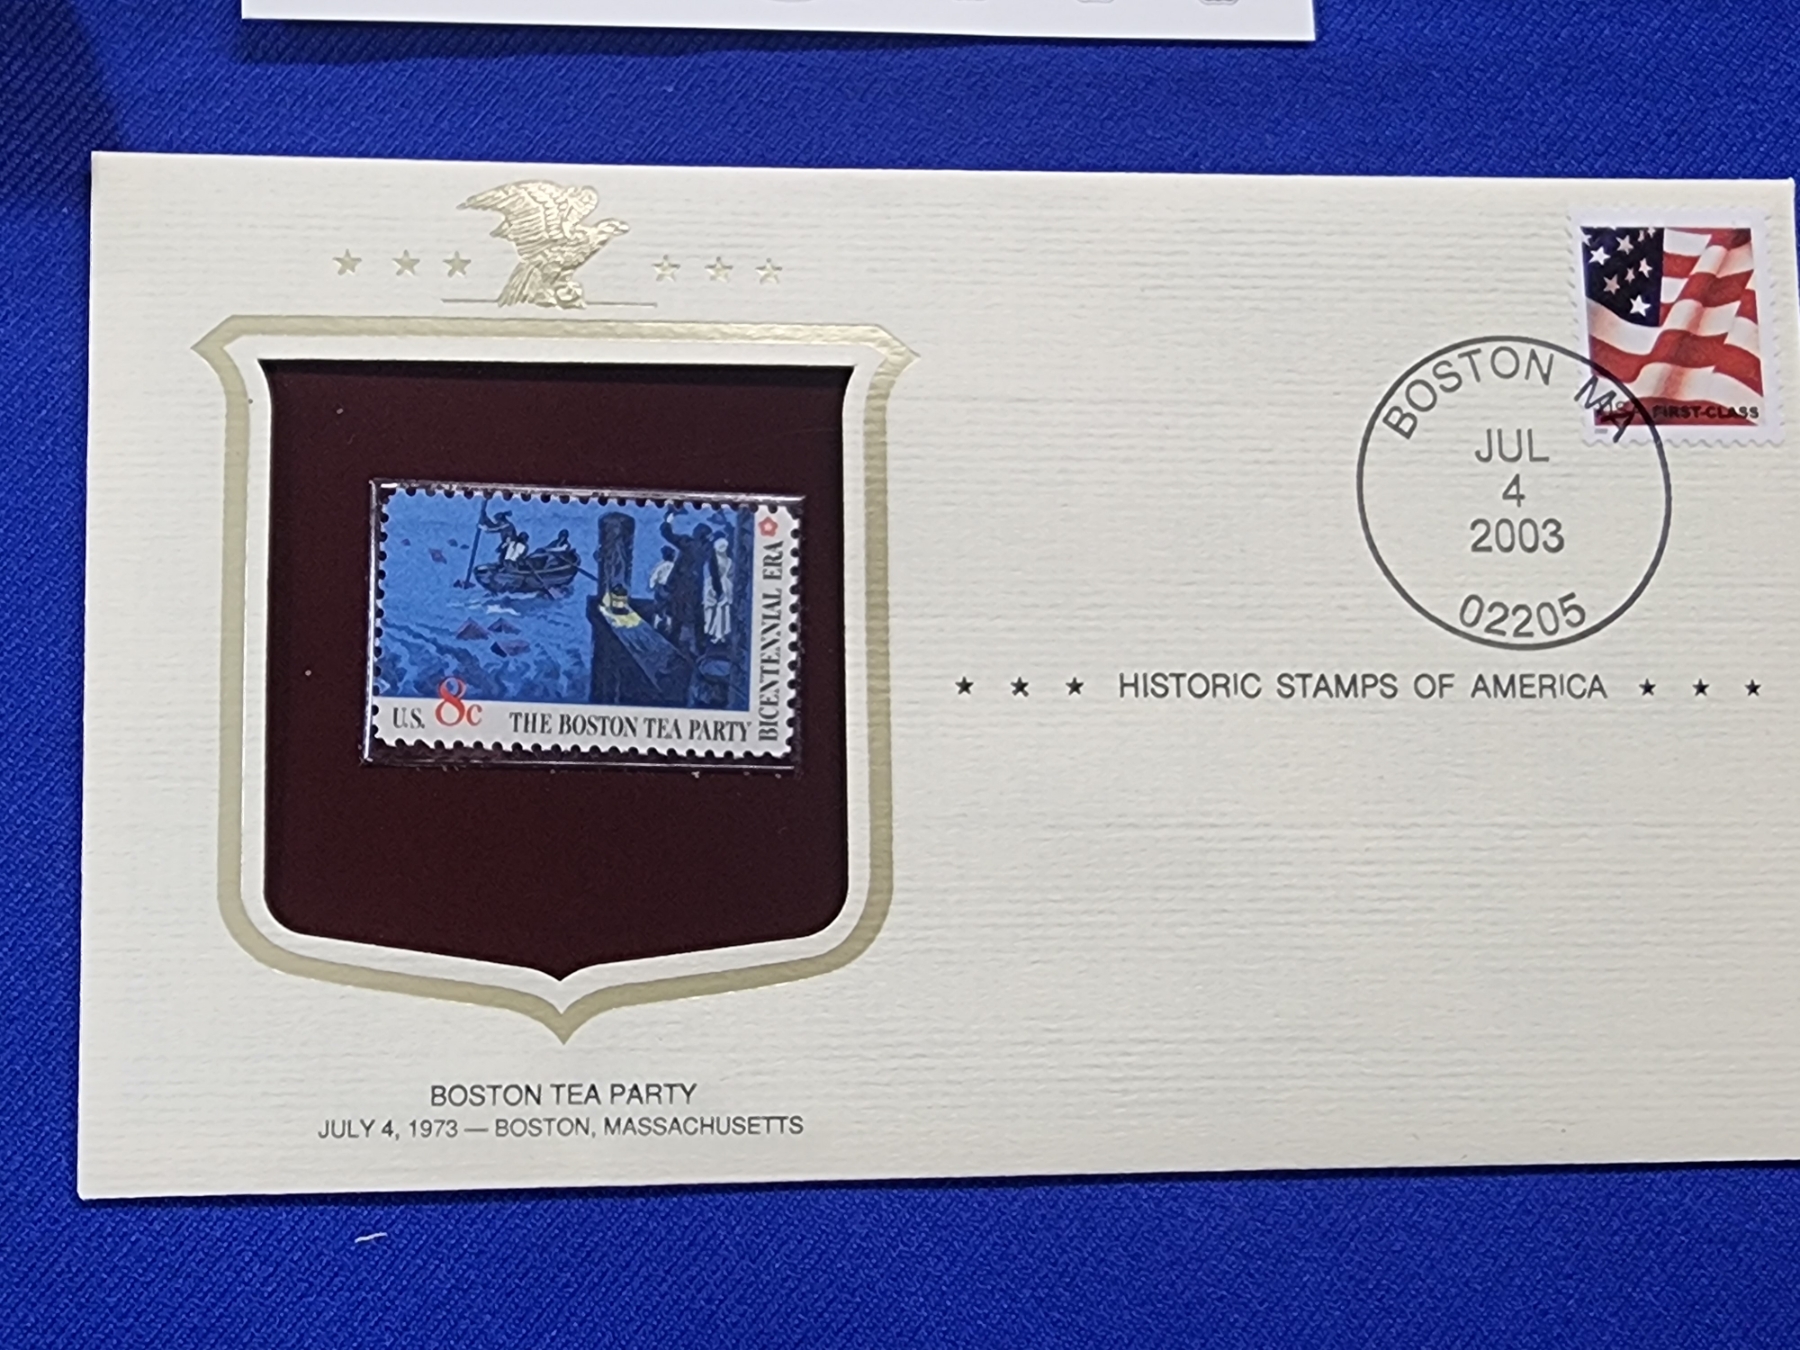 USA FIRST-CLASS
BOSTON MA
JUL
4
2003
02205
BICENTENNIAL ERA
U.S. 8c THE BOSTON TEA PARTY
★ ★ ★ HISTORIC STAMPS OF AMERICA ★ ★ ★
BOSTON TEA PARTY
JULY 4, 1973 — BOSTON, MASSACHUSETTS